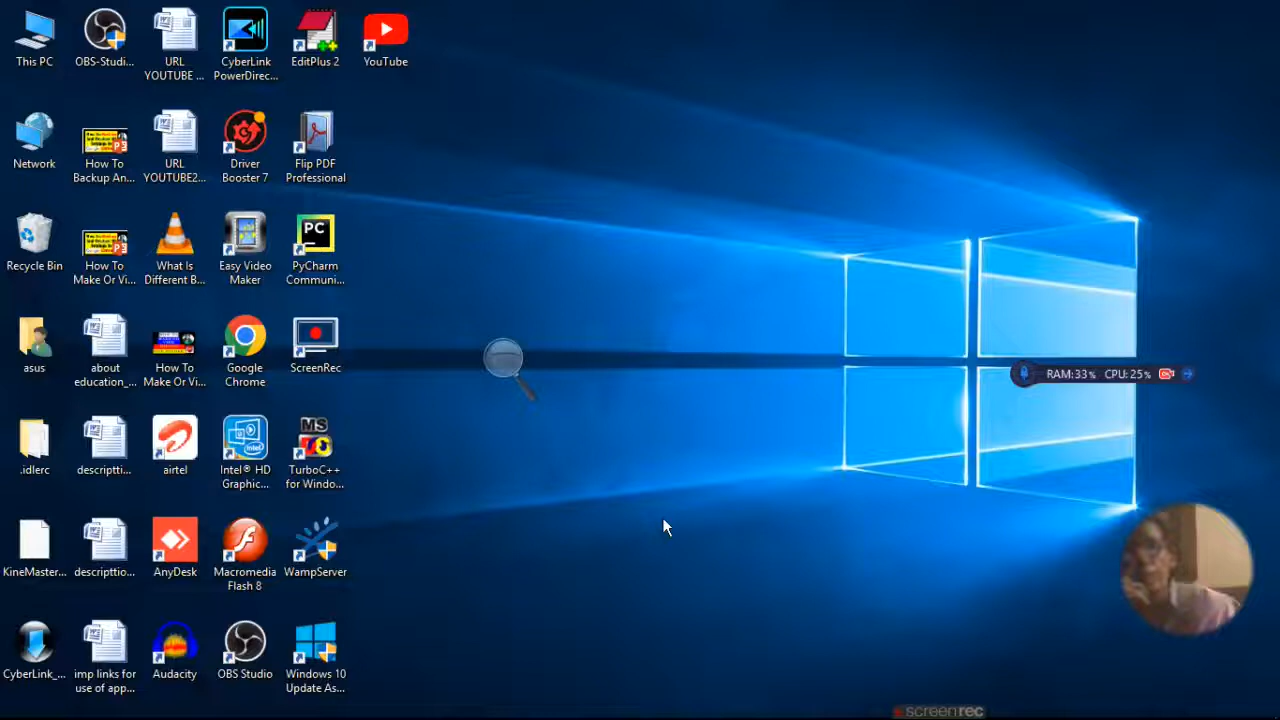 This PC
OBS-Studi...
URL
YOUTUBE ...
CyberLink
PowerDirec...
EditPlus 2
YouTube
Network
How To
Backup An...
URL
YOUTUBE2...
Driver
Booster 7
Flip PDF
Professional
Recycle Bin
How To
Make Or Vi...
What Is
Different B...
Easy Video
Maker
PC
PyCharm
Communi...
asus
about
education_...
How To
Make Or Vi...
Google
Chrome
ScreenRec
RAM:33% CPU:25%
.idlerc
descriptti...
airtel
Intel® HD
Graphic...
MS
TurboC++
for Windo...
KineMaster...
descripttio...
AnyDesk
Macromedia
Flash 8
WampServer
CyberLink_...
imp links for
use of app...
Audacity
OBS Studio
Windows 10
Update As...
screenrec